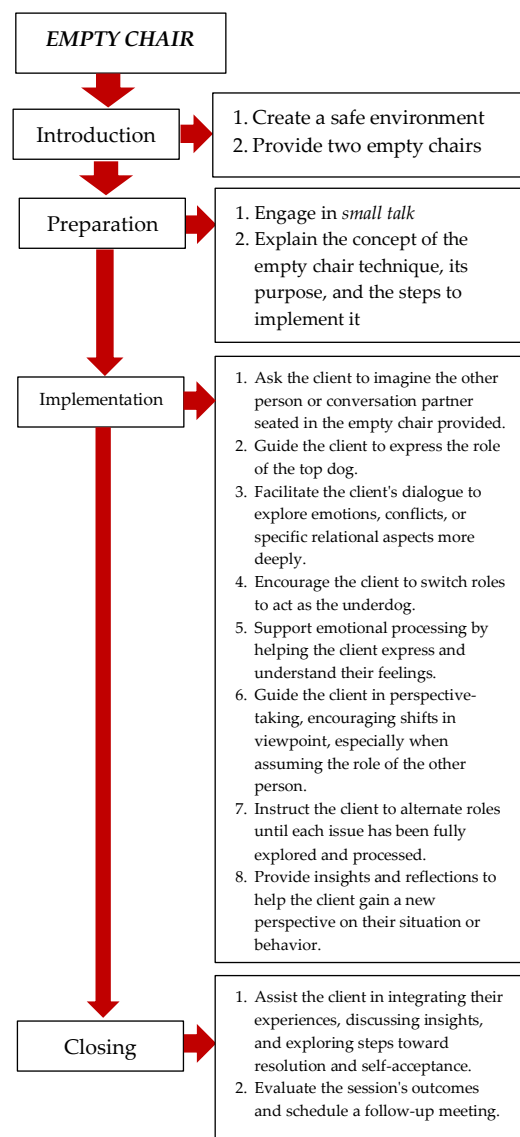 EMPTY CHAIR
Introduction
1. Create a safe environment
2. Provide two empty chairs
Preparation
1. Engage in small talk
2. Explain the concept of the
empty chair technique, its
purpose, and the steps to
implement it
Implementation
1. Ask the client to imagine the other
person or conversation partner
seated in the empty chair provided.
2. Guide the client to express the role
of the top dog.
3. Facilitate the client's dialogue to
explore emotions, conflicts, or
specific relational aspects more
deeply.
4. Encourage the client to switch roles
to act as the underdog.
5. Support emotional processing by
helping the client express and
understand their feelings.
6. Guide the client in perspective-
taking, encouraging shifts in
viewpoint, especially when
assuming the role of the other
person.
7. Instruct the client to alternate roles
until each issue has been fully
explored and processed.
8. Provide insights and reflections to
help the client gain a new
perspective on their situation or
behavior.
Closing
1. Assist the client in integrating their
experiences, discussing insights,
and exploring steps toward
resolution and self-acceptance.
2. Evaluate the session's outcomes
and schedule a follow-up meeting.